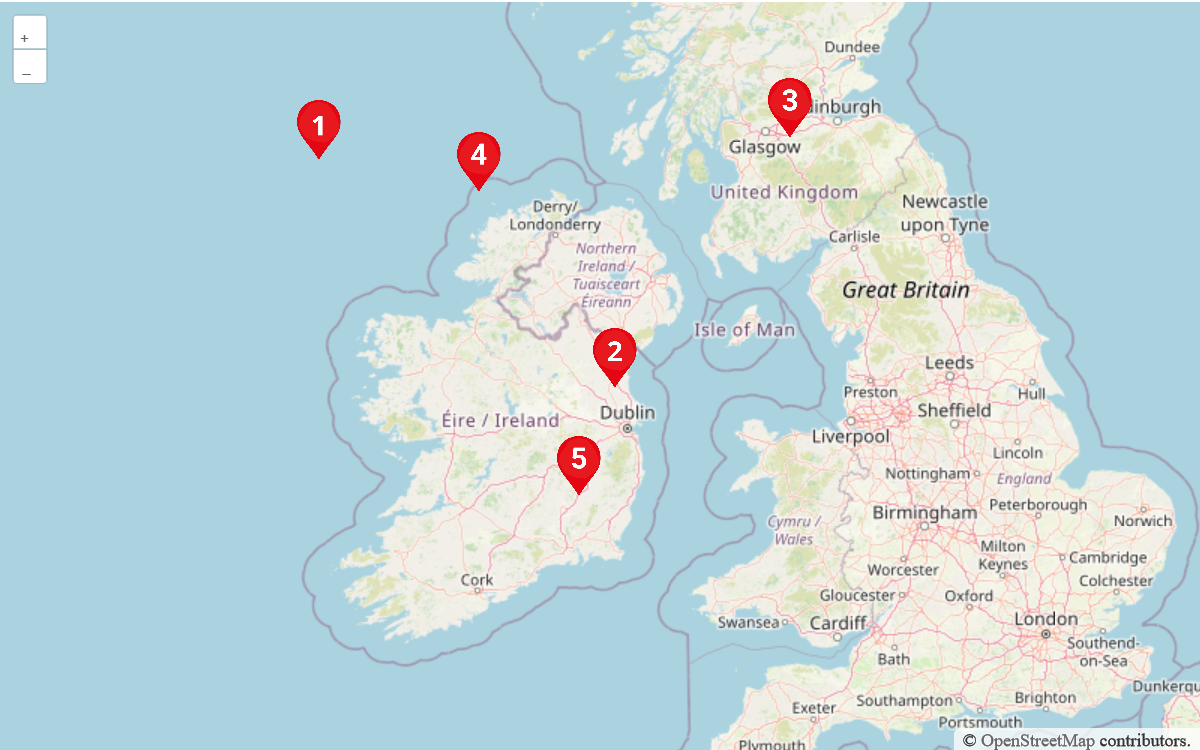 +
–
Dundee
1
3
dinburgh
4
Glasgow
United Kingdom
Derry/
Londonderry
Newcastle
upon Tyne
Carlisle
Northern
Ireland /
Tuaisceart
Éireann
Great Britain
Isle of Man
2
Leeds
Preston
Hull
Dublin
Sheffield
Éire / Ireland
Liverpool
Lincoln
5
Nottingham
England
Peterborough
Birmingham
Norwich
Cymru /
Wales
Milton
Keynes
Cambridge
Worcester
Cork
Colchester
Gloucester
Oxford
Swansea
Cardiff
London
Southend-
on-Sea
Bath
Dunkerqu
Southampton
Brighton
Exeter
Portsmouth
Plymouth
© OpenStreetMap contributors.